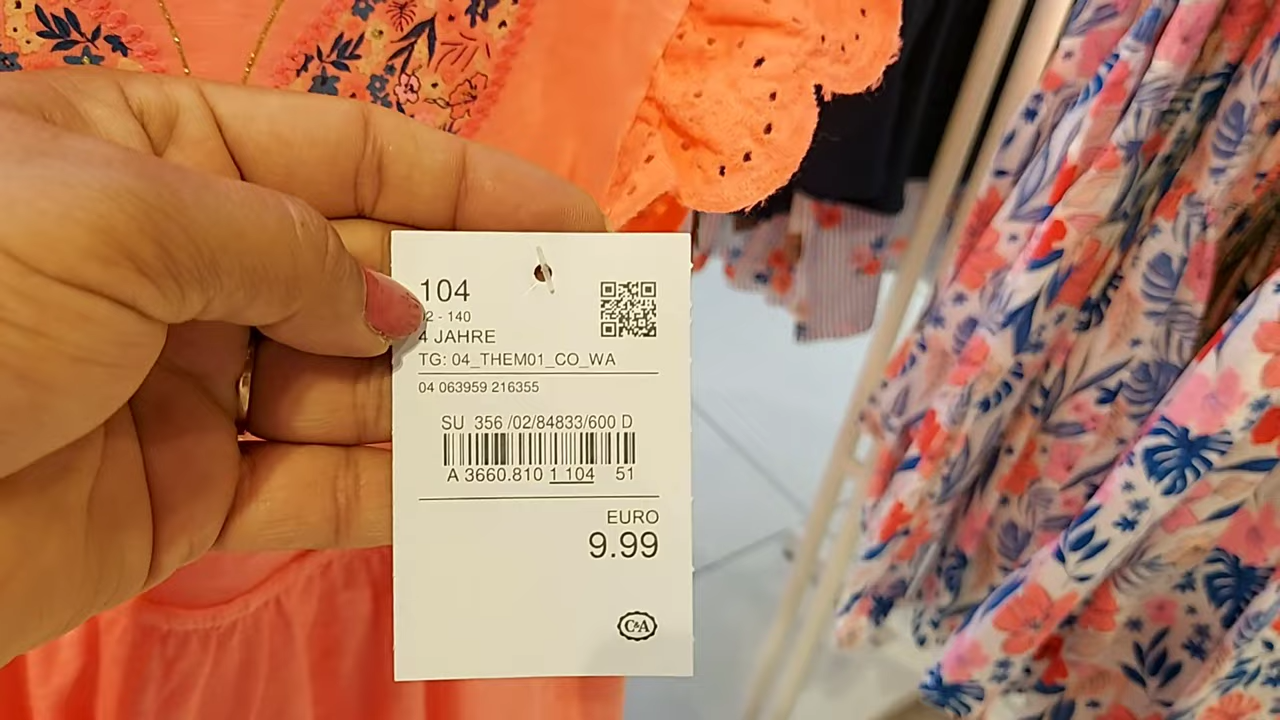 104
2 - 140
4 JAHRE
TG: 04_THEM01_CO_WA
04 063959 216355
SU 356 /02/84833/600 D
A 3660.810 1 104 51
EURO
9.99
C&A